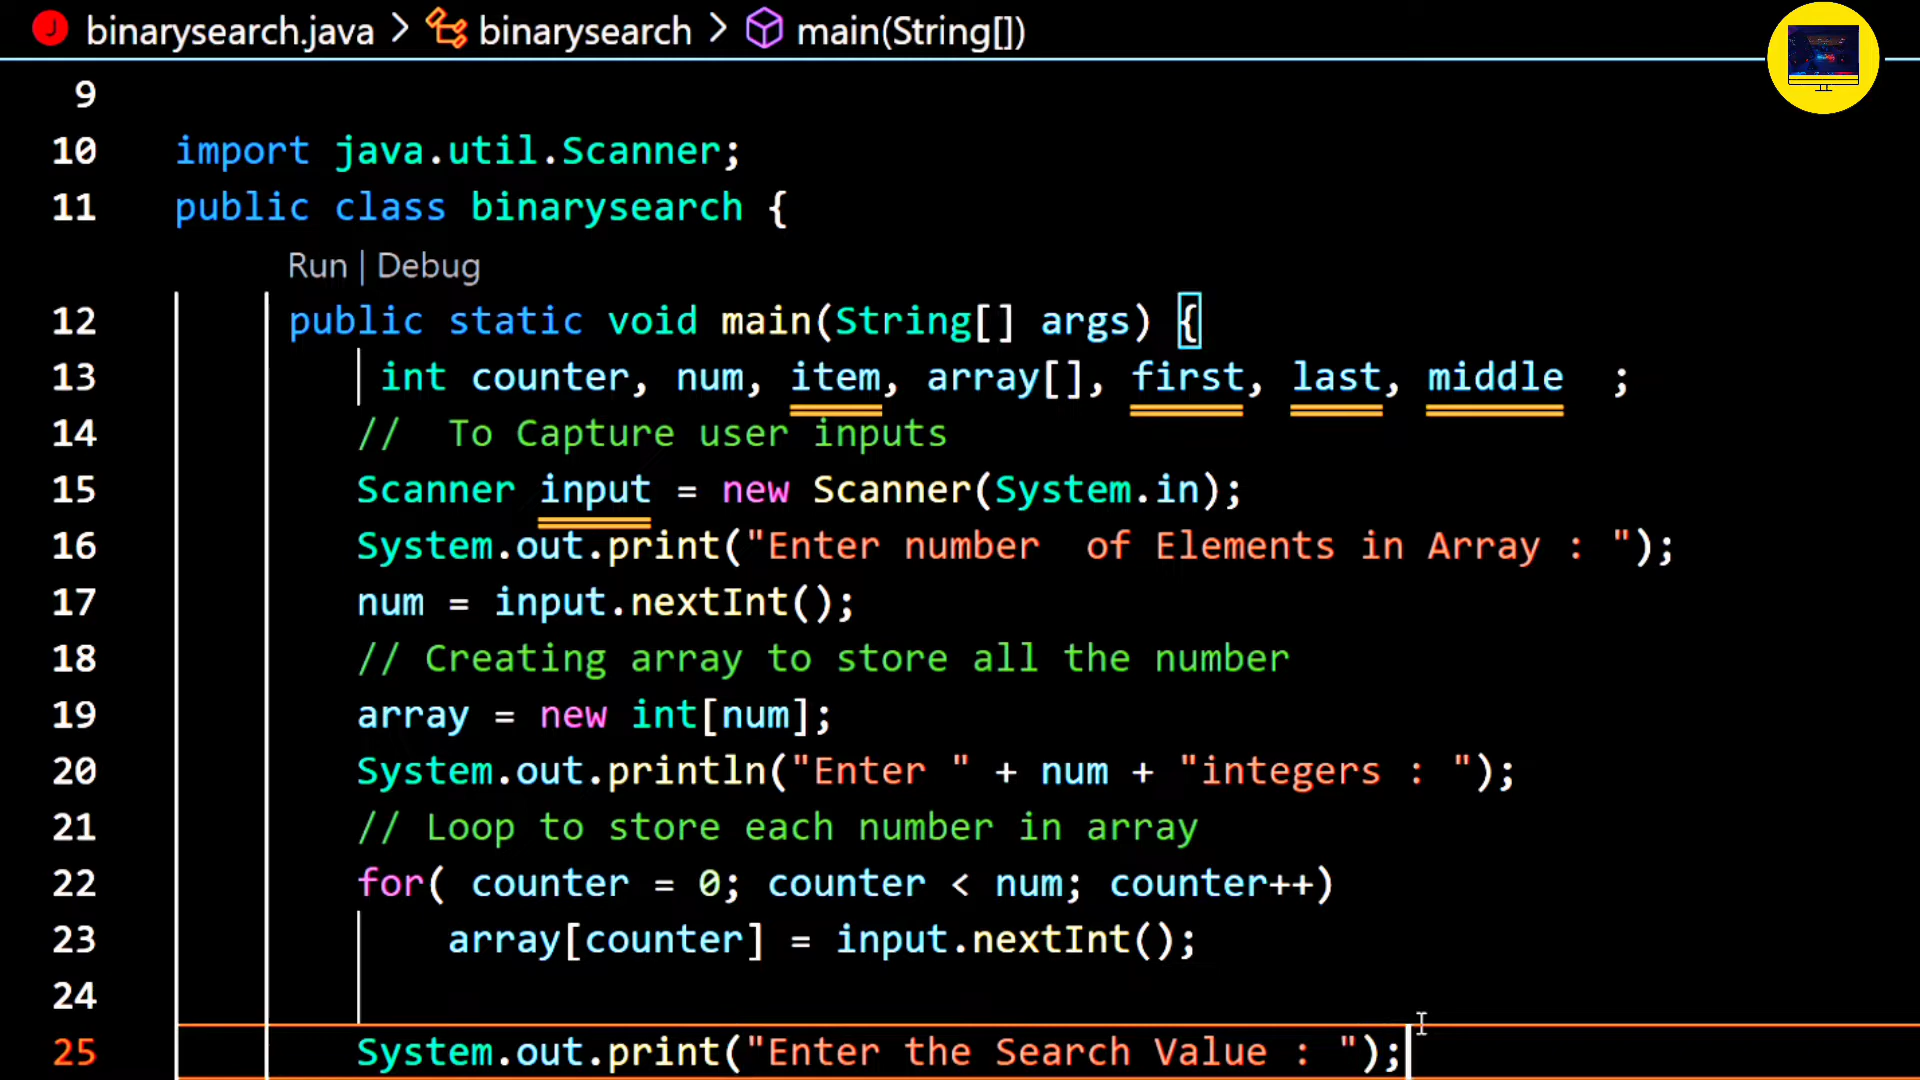 binarysearch.java > binarysearch > main(String[])
9
10 import java.util.Scanner;
11 public class binarysearch {
Run | Debug
12 public static void main(String[] args) {
13 int counter, num, item, array[], first, last, middle ;
14 // To Capture user inputs
15 Scanner input = new Scanner(System.in);
16 System.out.print("Enter number  of Elements in Array : ");
17 num = input.nextInt();
18 // Creating array to store all the number
19 array = new int[num];
20 System.out.println("Enter " + num + "integers : ");
21 // Loop to store each number in array
22 for( counter = 0; counter < num; counter++)
23 array[counter] = input.nextInt();
24
25 System.out.print("Enter the Search Value : ");